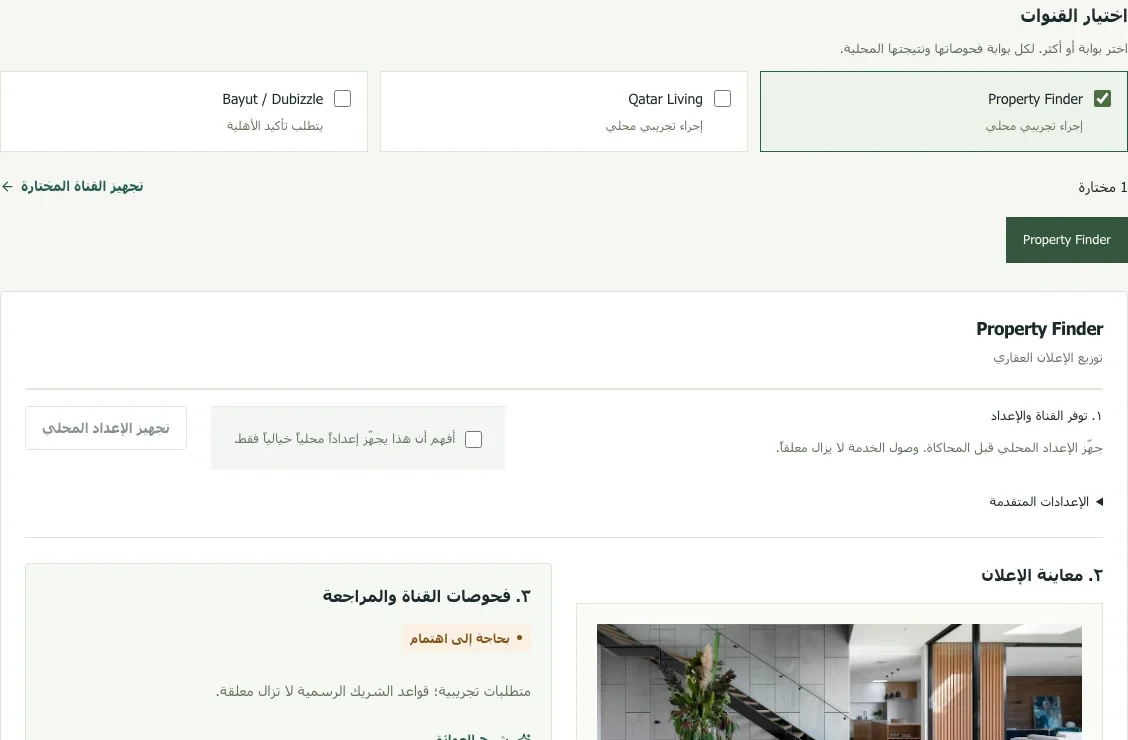 اختيار القنوات
اختر بوابة أو أكثر. لكل بوابة فحوصاتها ونتيجتها المحلية.
Property Finder
إجراء تجريبي محلي
Qatar Living
إجراء تجريبي محلي
Bayut / Dubizzle
يتطلب تأكيد الأهلية
1 مختارة
تجهيز القناة المختارة ←
Property Finder
Property Finder
توزيع الإعلان العقاري
١. توفر القناة والإعداد
جهّز الإعداد المحلي قبل المحاكاة. وصول الخدمة لا يزال معلقاً.
أفهم أن هذا يجهّز إعداداً محلياً خيالياً فقط.
تجهيز الإعداد المحلي
الإعدادات المتقدمة
٢. معاينة الإعلان
٣. فحوصات القناة والمراجعة
• بحاجة إلى اهتمام
متطلبات تجريبية؛ قواعد الشريك الرسمية لا تزال معلقة.